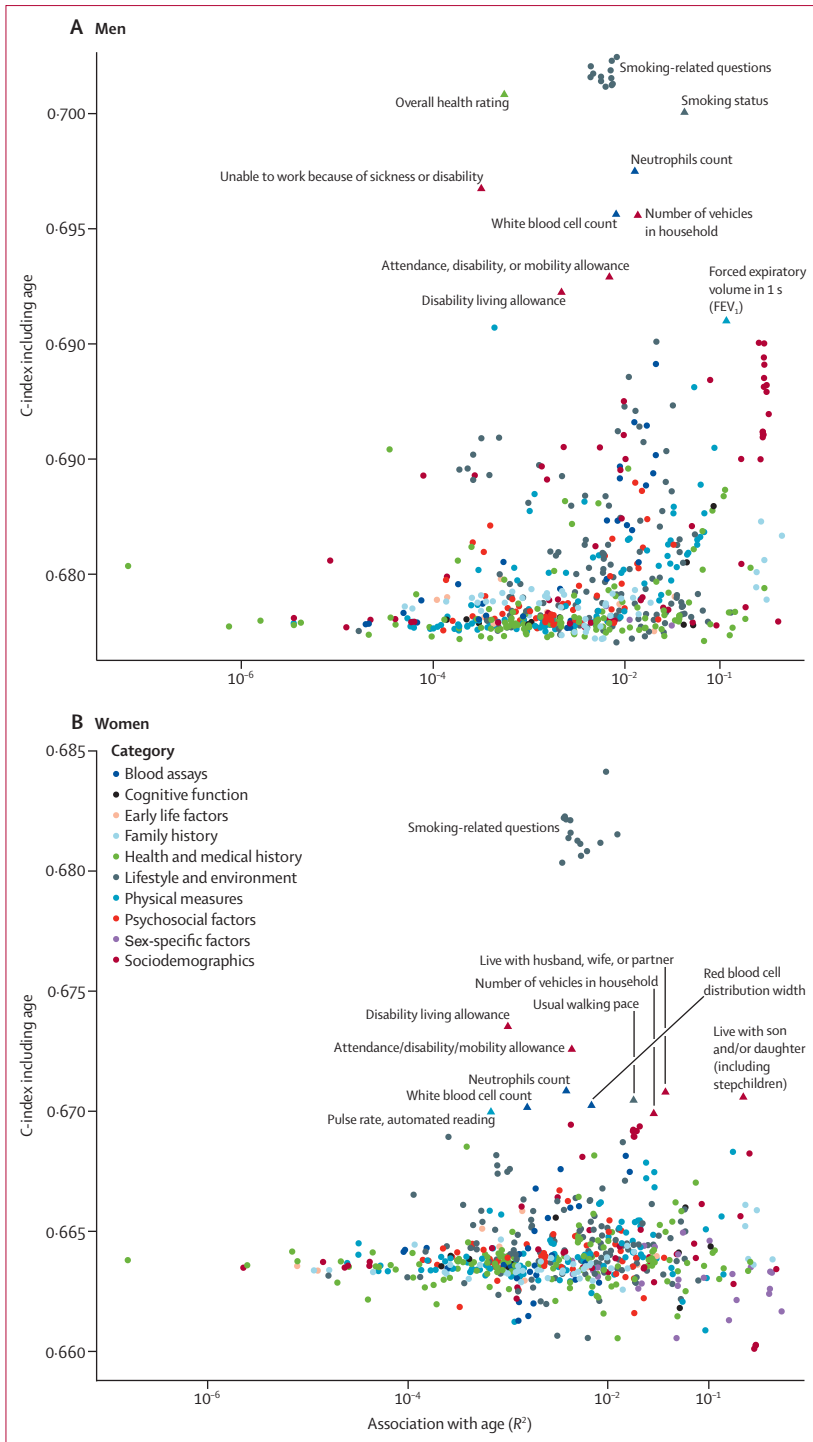 A Men
0·700
0·695
0·690
0·690
0·680
C-index including age
Smoking-related questions
Overall health rating
Smoking status
Neutrophils count
Unable to work because of sickness or disability
White blood cell count
Number of vehicles
in household
Attendance, disability, or mobility allowance
Disability living allowance
Forced expiratory
volume in 1 s
(FEV₁)
10⁻⁶
10⁻⁴
10⁻²
10⁻¹
B Women
0·685
0·680
0·675
0·670
0·665
0·660
C-index including age
Category
Blood assays
Cognitive function
Early life factors
Family history
Health and medical history
Lifestyle and environment
Physical measures
Psychosocial factors
Sex-specific factors
Sociodemographics
Smoking-related questions
Live with husband, wife, or partner
Number of vehicles in household
Usual walking pace
Red blood cell
distribution width
Disability living allowance
Attendance/disability/mobility allowance
Live with son
and/or daughter
(including
stepchildren)
Neutrophils count
White blood cell count
Pulse rate, automated reading
10⁻⁶
10⁻⁴
10⁻²
10⁻¹
Association with age (R²)